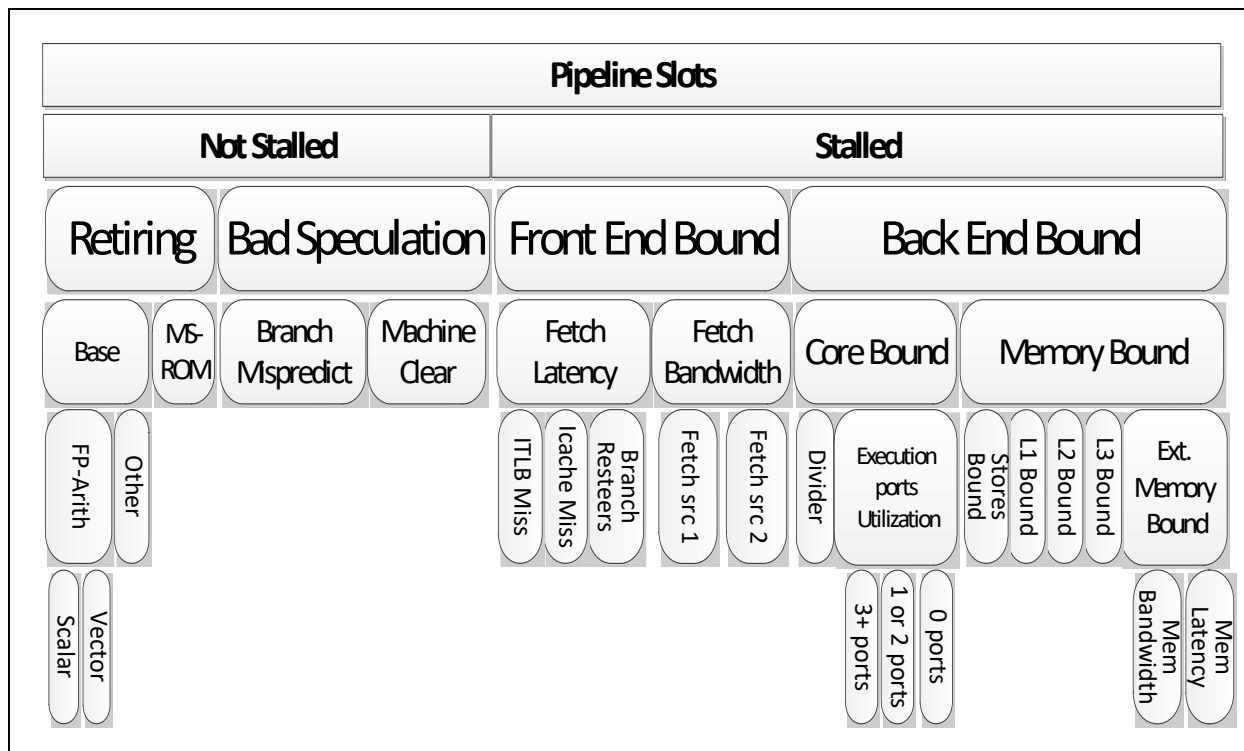 Pipeline Slots
Not Stalled
Stalled
Retiring
Bad Speculation
Front End Bound
Back End Bound
Base
MS-
ROM
Branch
Mispredict
Machine
Clear
Fetch
Latency
Fetch
Bandwidth
Core Bound
Memory Bound
FP-Arith
Other
ITLB Miss
Icache Miss
Branch
Resteers
Fetch src 1
Fetch src 2
Divider
Execution
ports
Utilization
Stores
Bound
L1 Bound
L2 Bound
L3 Bound
Ext.
Memory
Bound
Scalar
Vector
3+ ports
1 or 2 ports
0 ports
Mem
Bandwidth
Mem
Latency